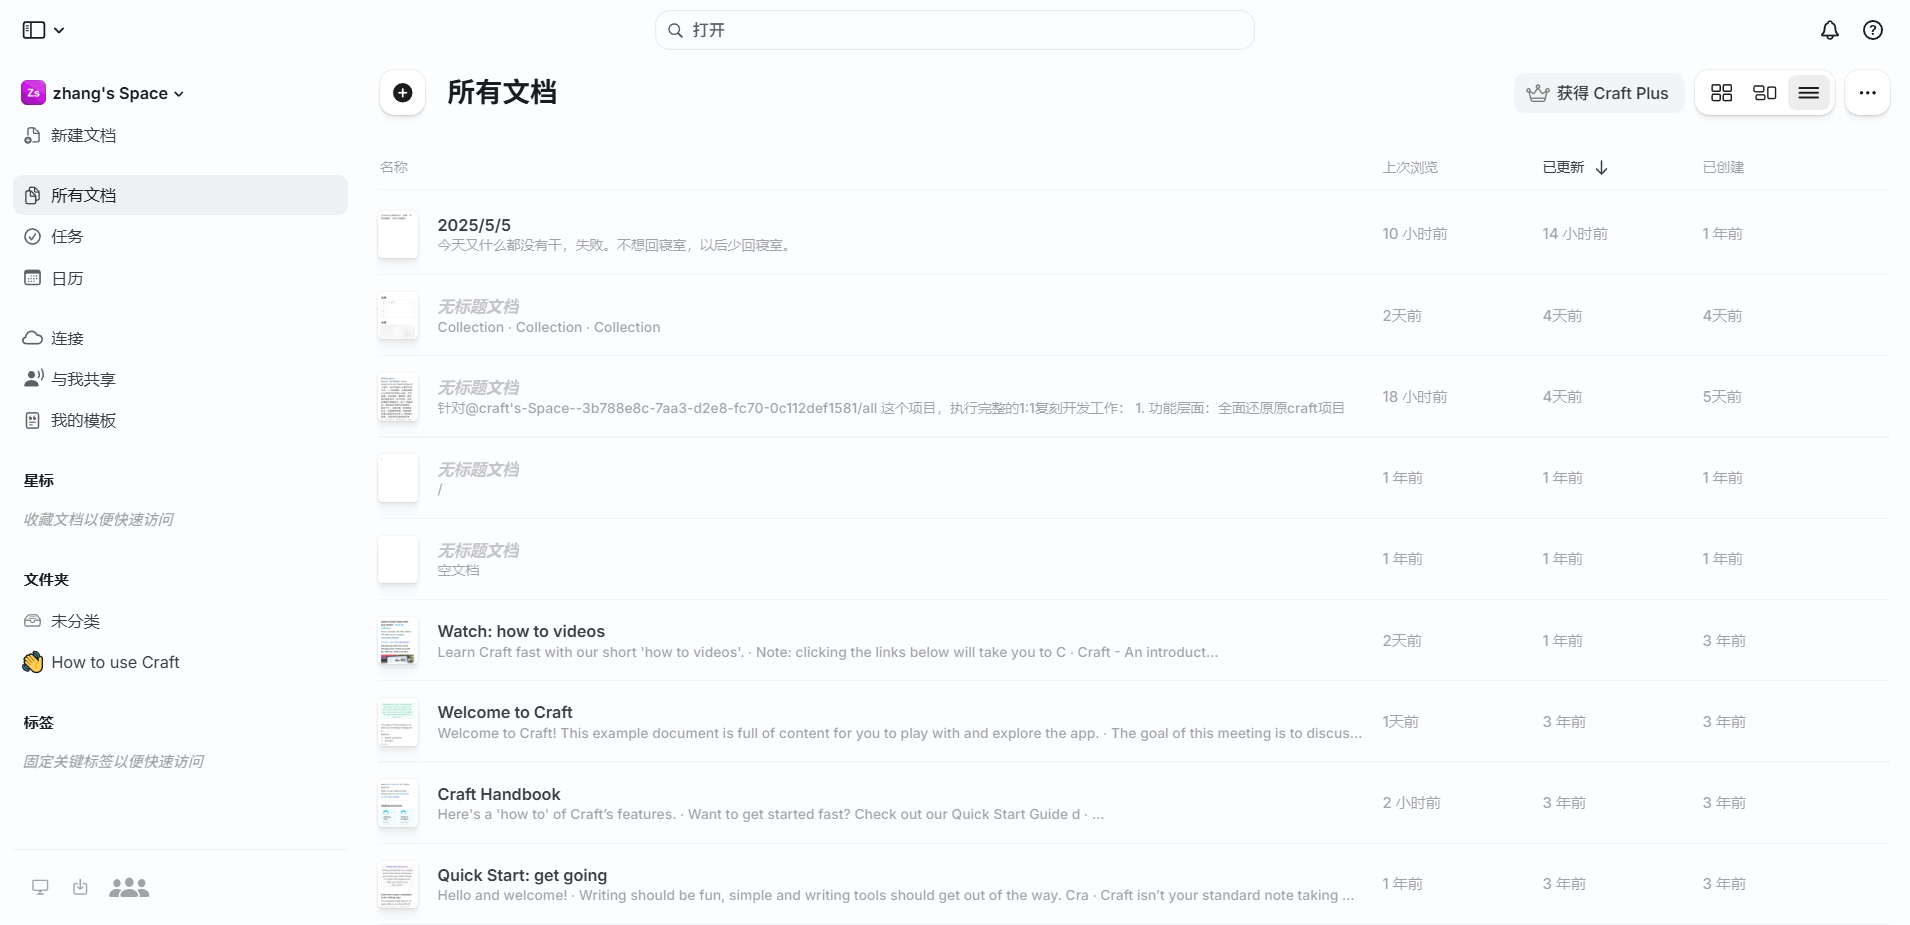 打开
Zs zhang's Space
新建文档
所有文档
任务
日历
连接
与我共享
我的模板
星标
收藏文档以便快速访问
文件夹
未分类
How to use Craft
标签
固定关键标签以便快速访问
所有文档
获得 Craft Plus
名称 上次浏览 已更新 已创建
2025/5/5
今天又什么都没有干，失败。不想回寝室，以后少回寝室。
10 小时前 14 小时前 1 年前
无标题文档
Collection · Collection · Collection
2天前 4天前 4天前
无标题文档
针对@craft's-Space--3b788e8c-7aa3-d2e8-fc70-0c112def1581/all 这个项目，执行完整的1:1复刻开发工作： 1. 功能层面：全面还原原craft项目
18 小时前 4天前 5天前
无标题文档
/
1 年前 1 年前 1 年前
无标题文档
空文档
1 年前 1 年前 1 年前
Watch: how to videos
Learn Craft fast with our short 'how to videos'. · Note: clicking the links below will take you to C · Craft - An introduct...
2天前 1 年前 3 年前
Welcome to Craft
Welcome to Craft! This example document is full of content for you to play with and explore the app. · The goal of this meeting is to discus...
1天前 3 年前 3 年前
Craft Handbook
Here's a 'how to' of Craft’s features. · Want to get started fast? Check out our Quick Start Guide d · ...
2 小时前 3 年前 3 年前
Quick Start: get going
Hello and welcome! · Writing should be fun, simple and writing tools should get out of the way. Cra · Craft isn’t your standard note taking ...
1 年前 3 年前 3 年前